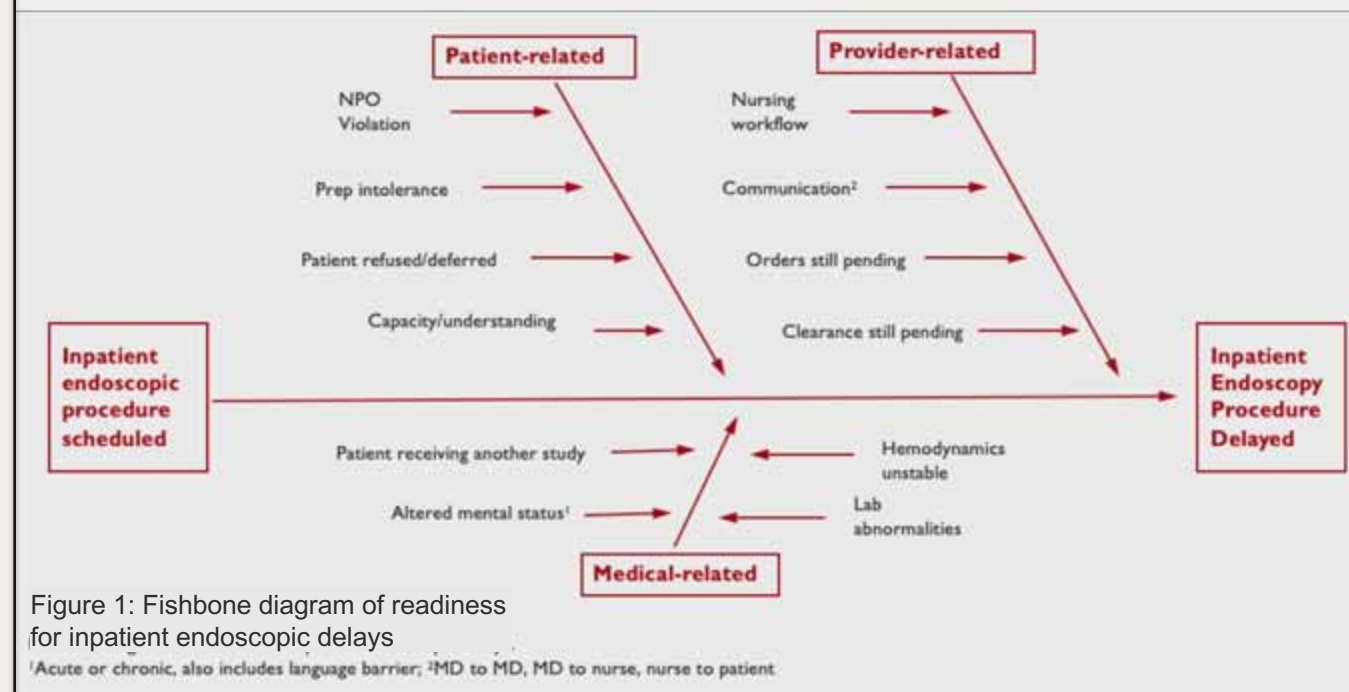 Patient-related
Provider-related
NPO
Violation
Nursing
workflow
Prep intolerance
Communication²
Patient refused/deferred
Orders still pending
Capacity/understanding
Clearance still pending
Inpatient
endoscopic
procedure
scheduled
Inpatient
Endoscopy
Procedure
Delayed
Patient receiving another study
Hemodynamics
unstable
Altered mental status¹
Lab
abnormalities
Medical-related
Figure 1: Fishbone diagram of readiness
for inpatient endoscopic delays
¹Acute or chronic, also includes language barrier; ²MD to MD, MD to nurse, nurse to patient